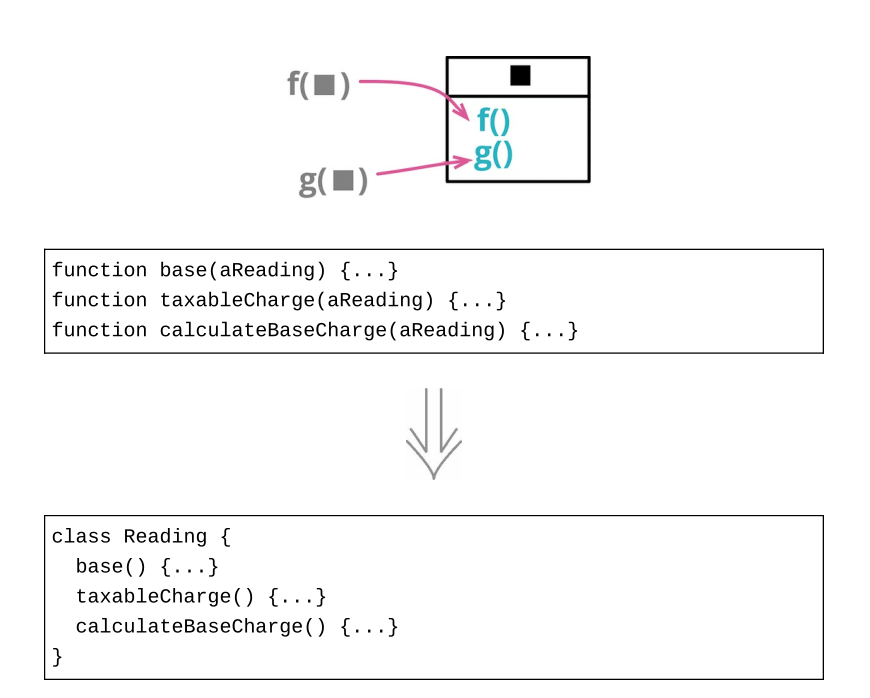 f(■)
f()
g()
g(■)
function base(aReading) {...}
function taxableCharge(aReading) {...}
function calculateBaseCharge(aReading) {...}
class Reading {
  base() {...}
  taxableCharge() {...}
  calculateBaseCharge() {...}
}